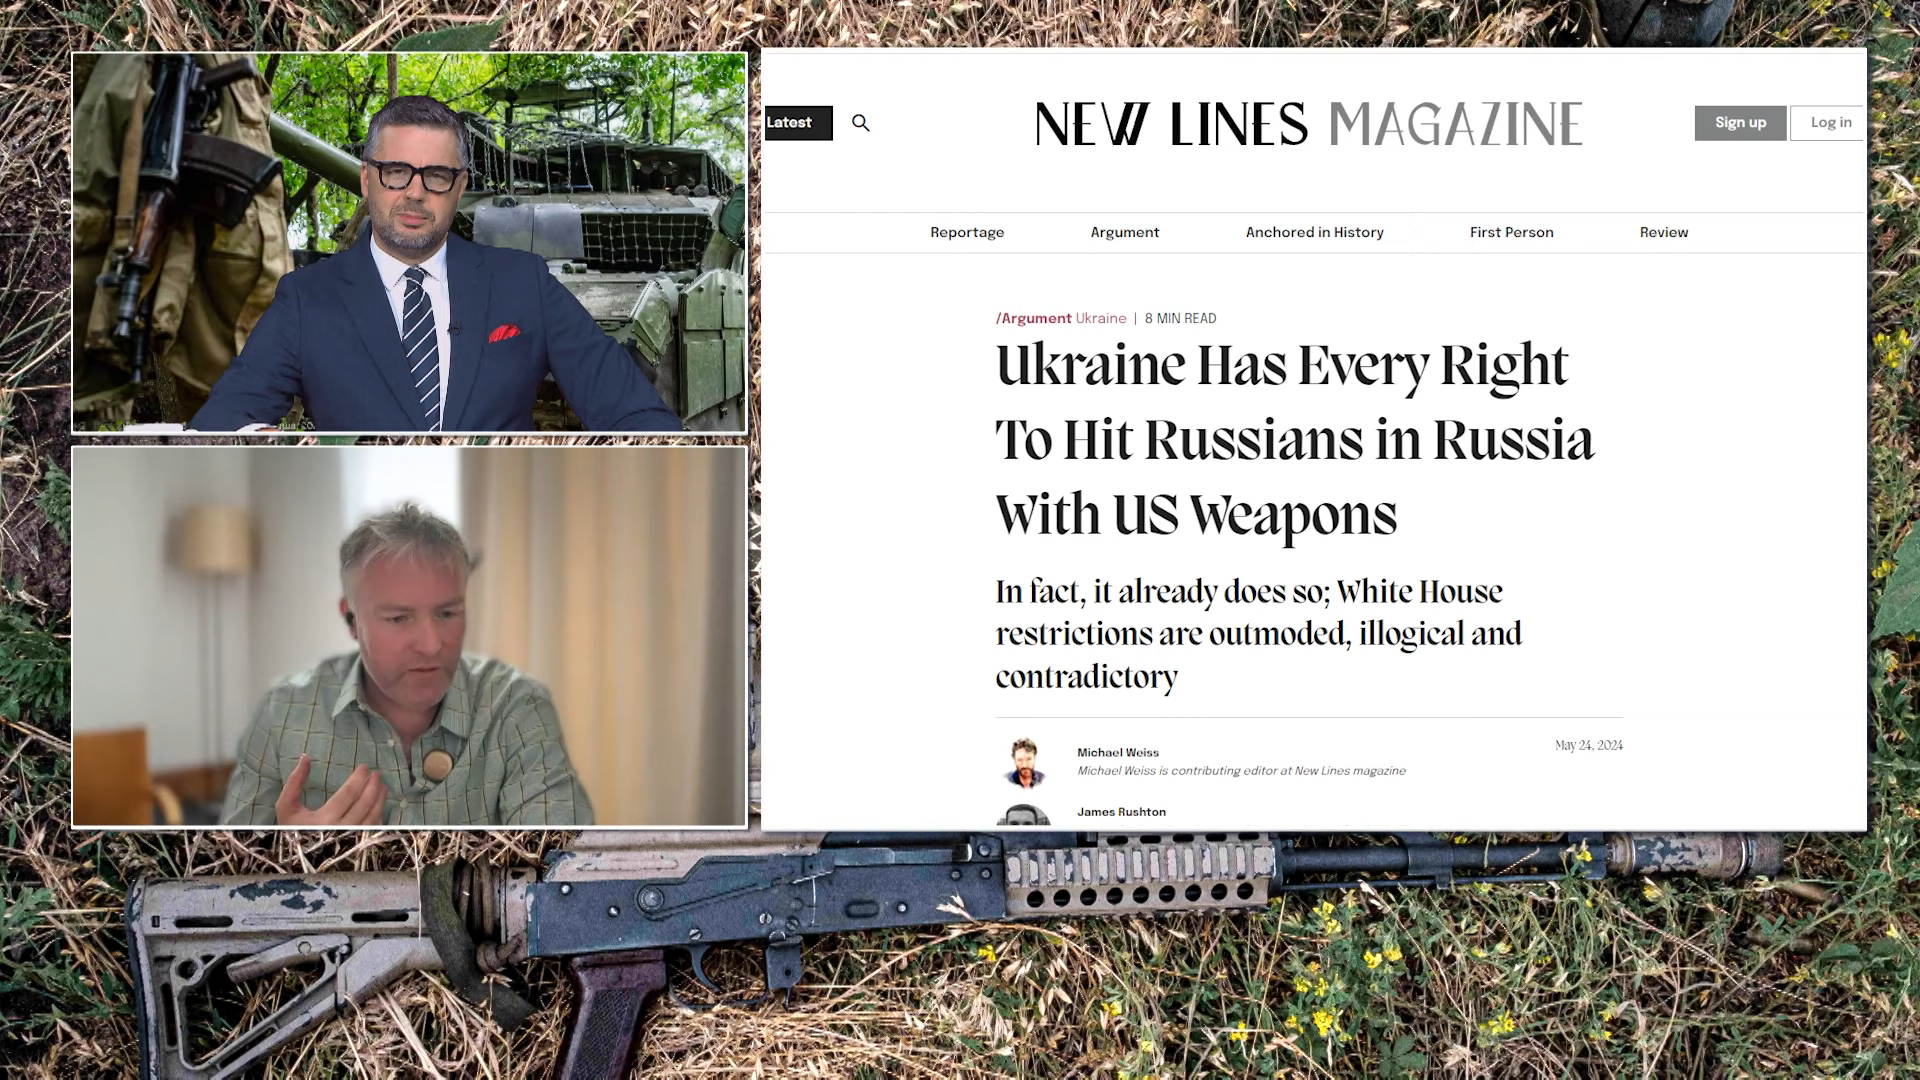 Latest
NEW LINES MAGAZINE
Sign up
Log in
Reportage
Argument
Anchored in History
First Person
Review
/Argument Ukraine | 8 MIN READ
Ukraine Has Every Right
To Hit Russians in Russia
With US Weapons
In fact, it already does so; White House
restrictions are outmoded, illogical and
contradictory
Michael Weiss
May 24, 2024
Michael Weiss is contributing editor at New Lines magazine
James Rushton